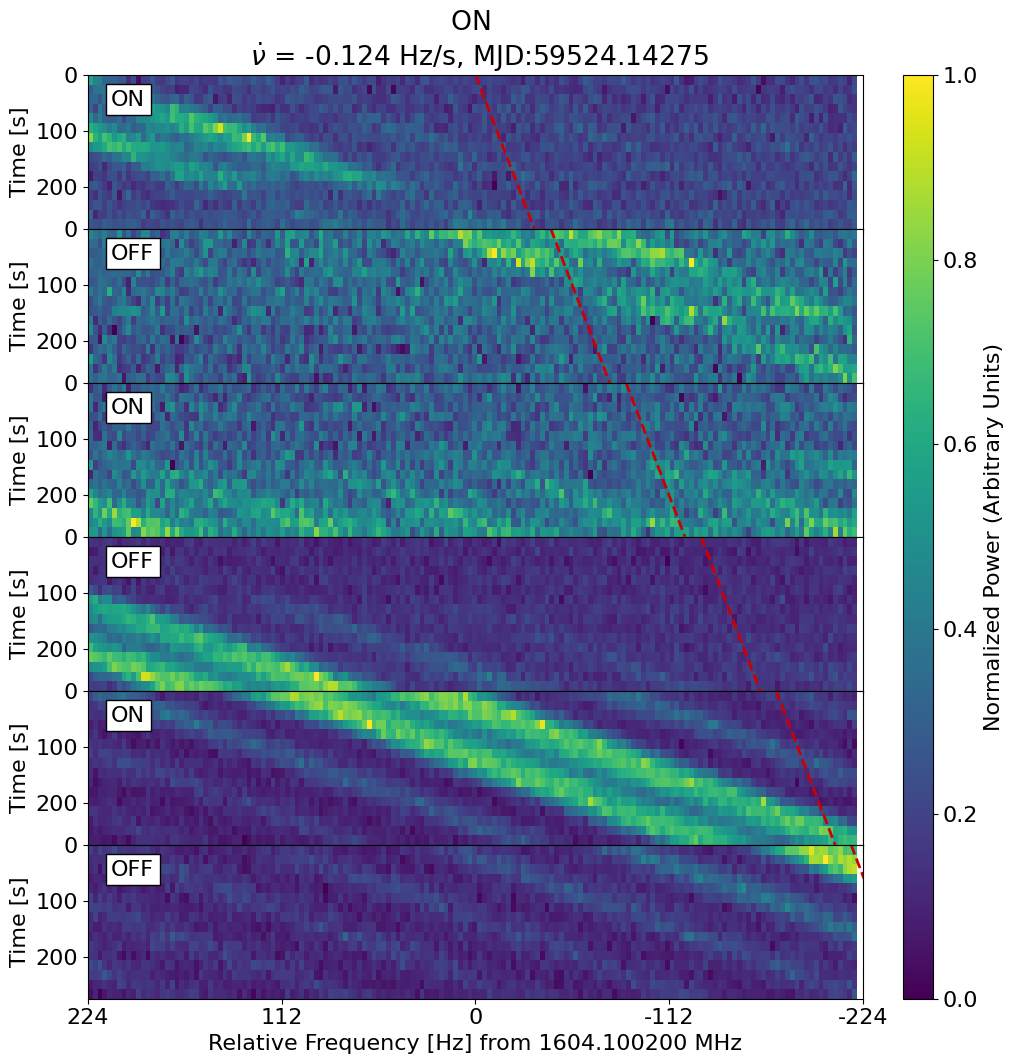 ON
ν̇ = -0.124 Hz/s, MJD:59524.14275
0
ON
100
Time [s]
200
0
OFF
100
Time [s]
200
0
ON
100
Time [s]
200
0
OFF
100
Time [s]
200
0
ON
100
Time [s]
200
0
OFF
100
Time [s]
200
224 112 0 -112 -224
Relative Frequency [Hz] from 1604.100200 MHz
1.0
0.8
0.6
0.4
0.2
0.0
Normalized Power (Arbitrary Units)